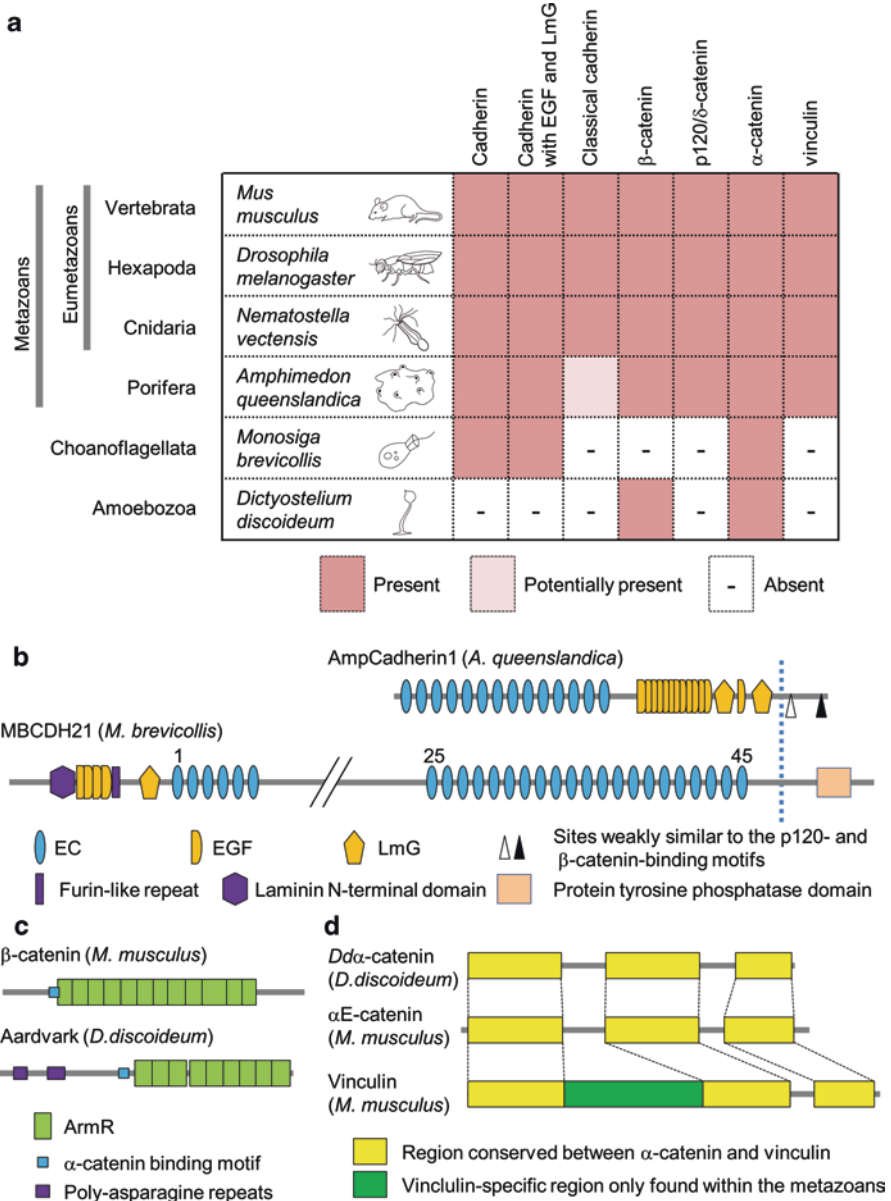 a
Cadherin
Cadherin
with EGF and LmG
Classical cadherin
β-catenin
p120/δ-catenin
α-catenin
vinculin
Metazoans
Eumetazoans
Vertebrata
Mus
musculus
Hexapoda
Drosophila
melanogaster
Cnidaria
Nematostella
vectensis
Porifera
Amphimedon
queenslandica
Choanoflagellata
Monosiga
brevicollis
- - - -
Amoebozoa
Dictyostelium
discoideum
- - - - -
Present
Potentially present
- Absent
b
AmpCadherin1 (A. queenslandica)
MBCDH21 (M. brevicollis)
1 25 45
EC
EGF
LmG
Sites weakly similar to the p120- and
β-catenin-binding motifs
Furin-like repeat
Laminin N-terminal domain
Protein tyrosine phosphatase domain
c
β-catenin (M. musculus)
Aardvark (D.discoideum)
ArmR
α-catenin binding motif
Poly-asparagine repeats
d
Ddα-catenin
(D.discoideum)
αE-catenin
(M. musculus)
Vinculin
(M. musculus)
Region conserved between α-catenin and vinculin
Vinclulin-specific region only found within the metazoans